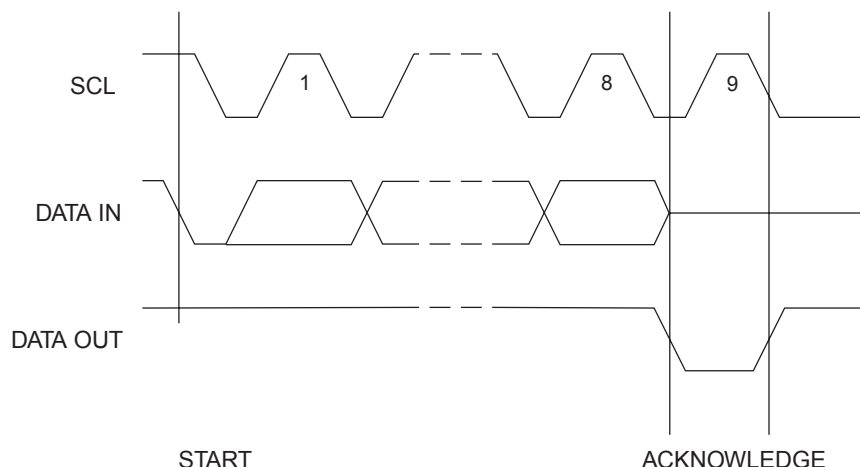 SCL
1
8
9
DATA IN
DATA OUT
START
ACKNOWLEDGE